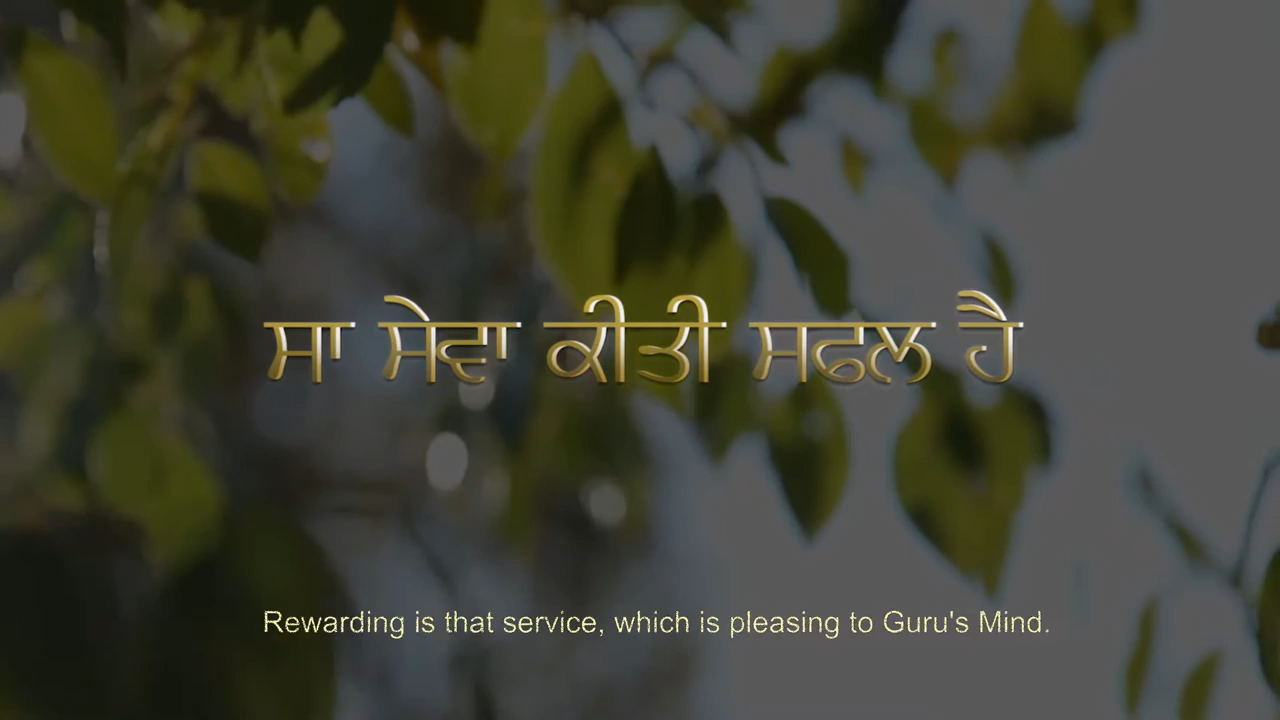 ਸਾ ਸੇਵਾ ਕੀਤੀ ਸਫਲ ਹੈ
Rewarding is that service, which is pleasing to Guru's Mind.